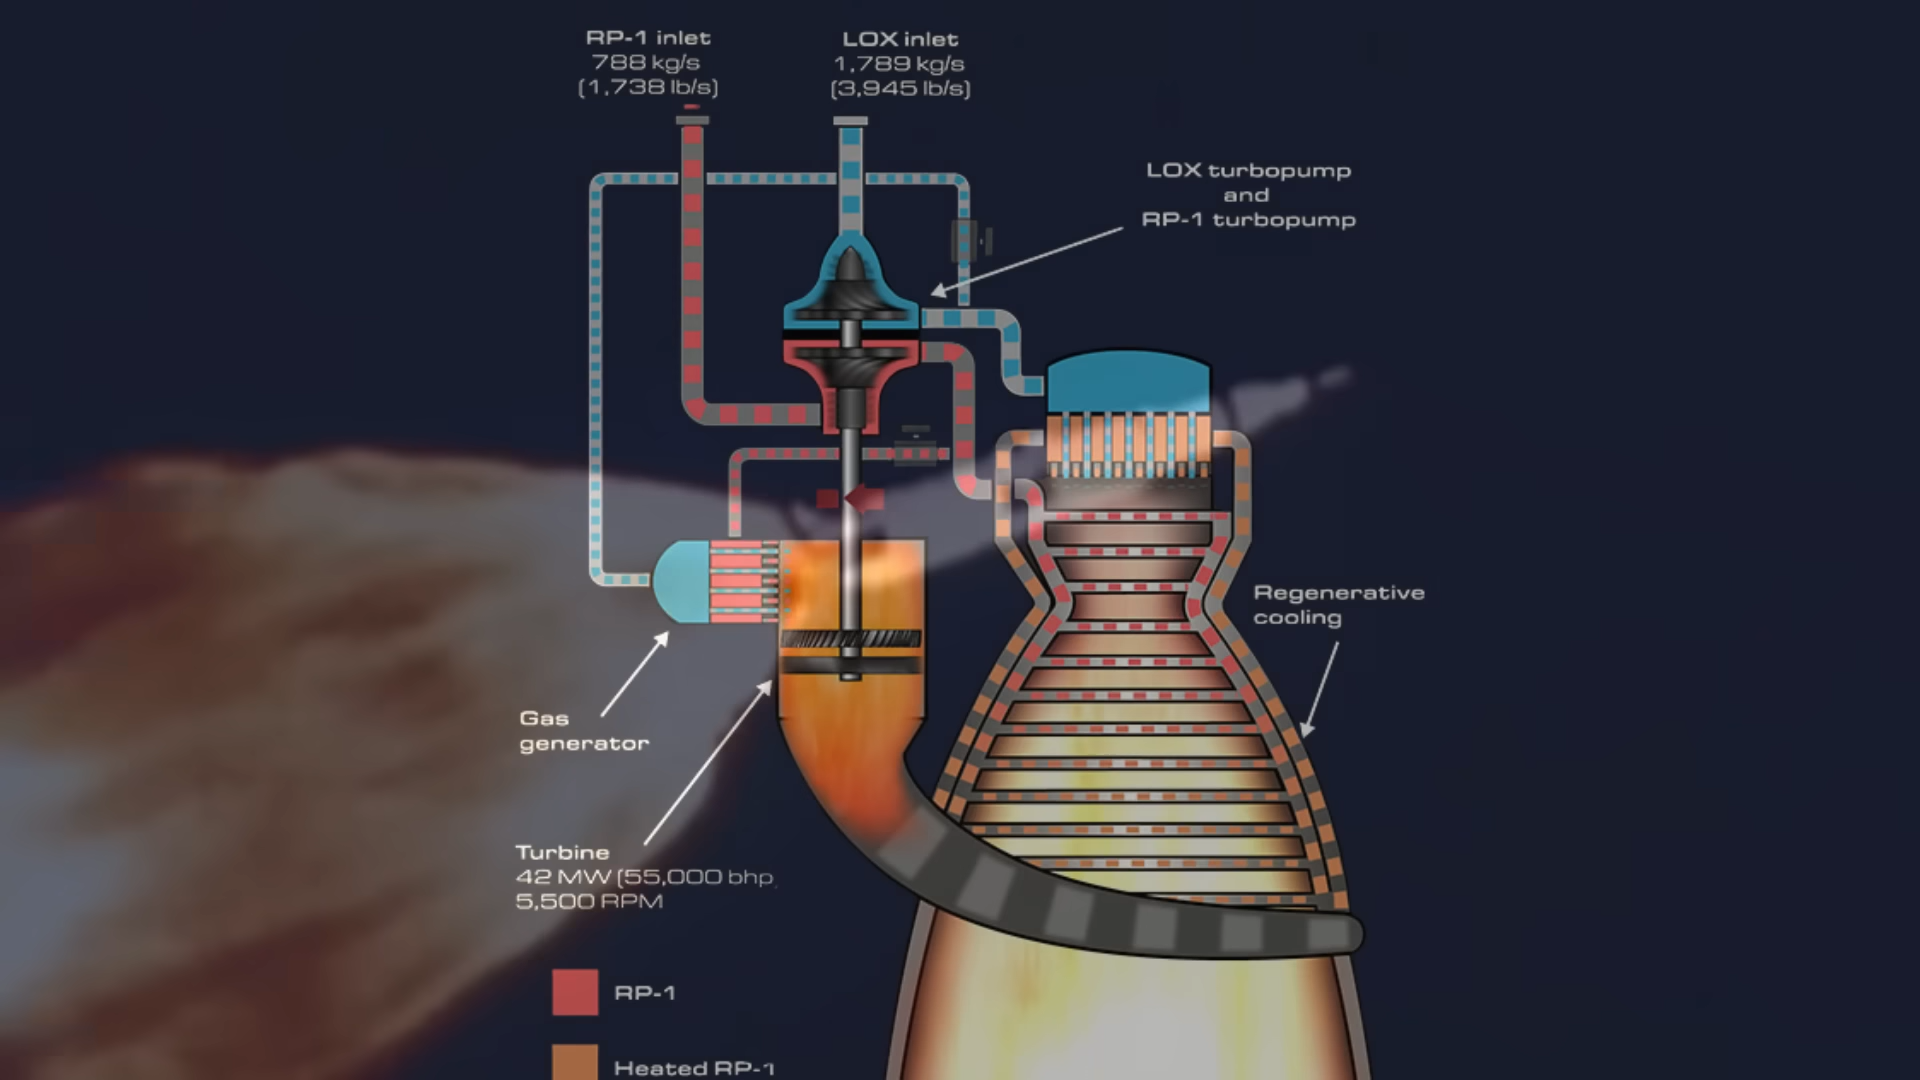 RP-1 inlet
788 kg/s
(1,738 lb/s)
LOX inlet
1,789 kg/s
(3,945 lb/s)
LOX turbopump
and
RP-1 turbopump
Regenerative
cooling
Gas
generator
Turbine
42 MW (55,000 bhp
5,500 RPM
RP-1
Heated RP-1